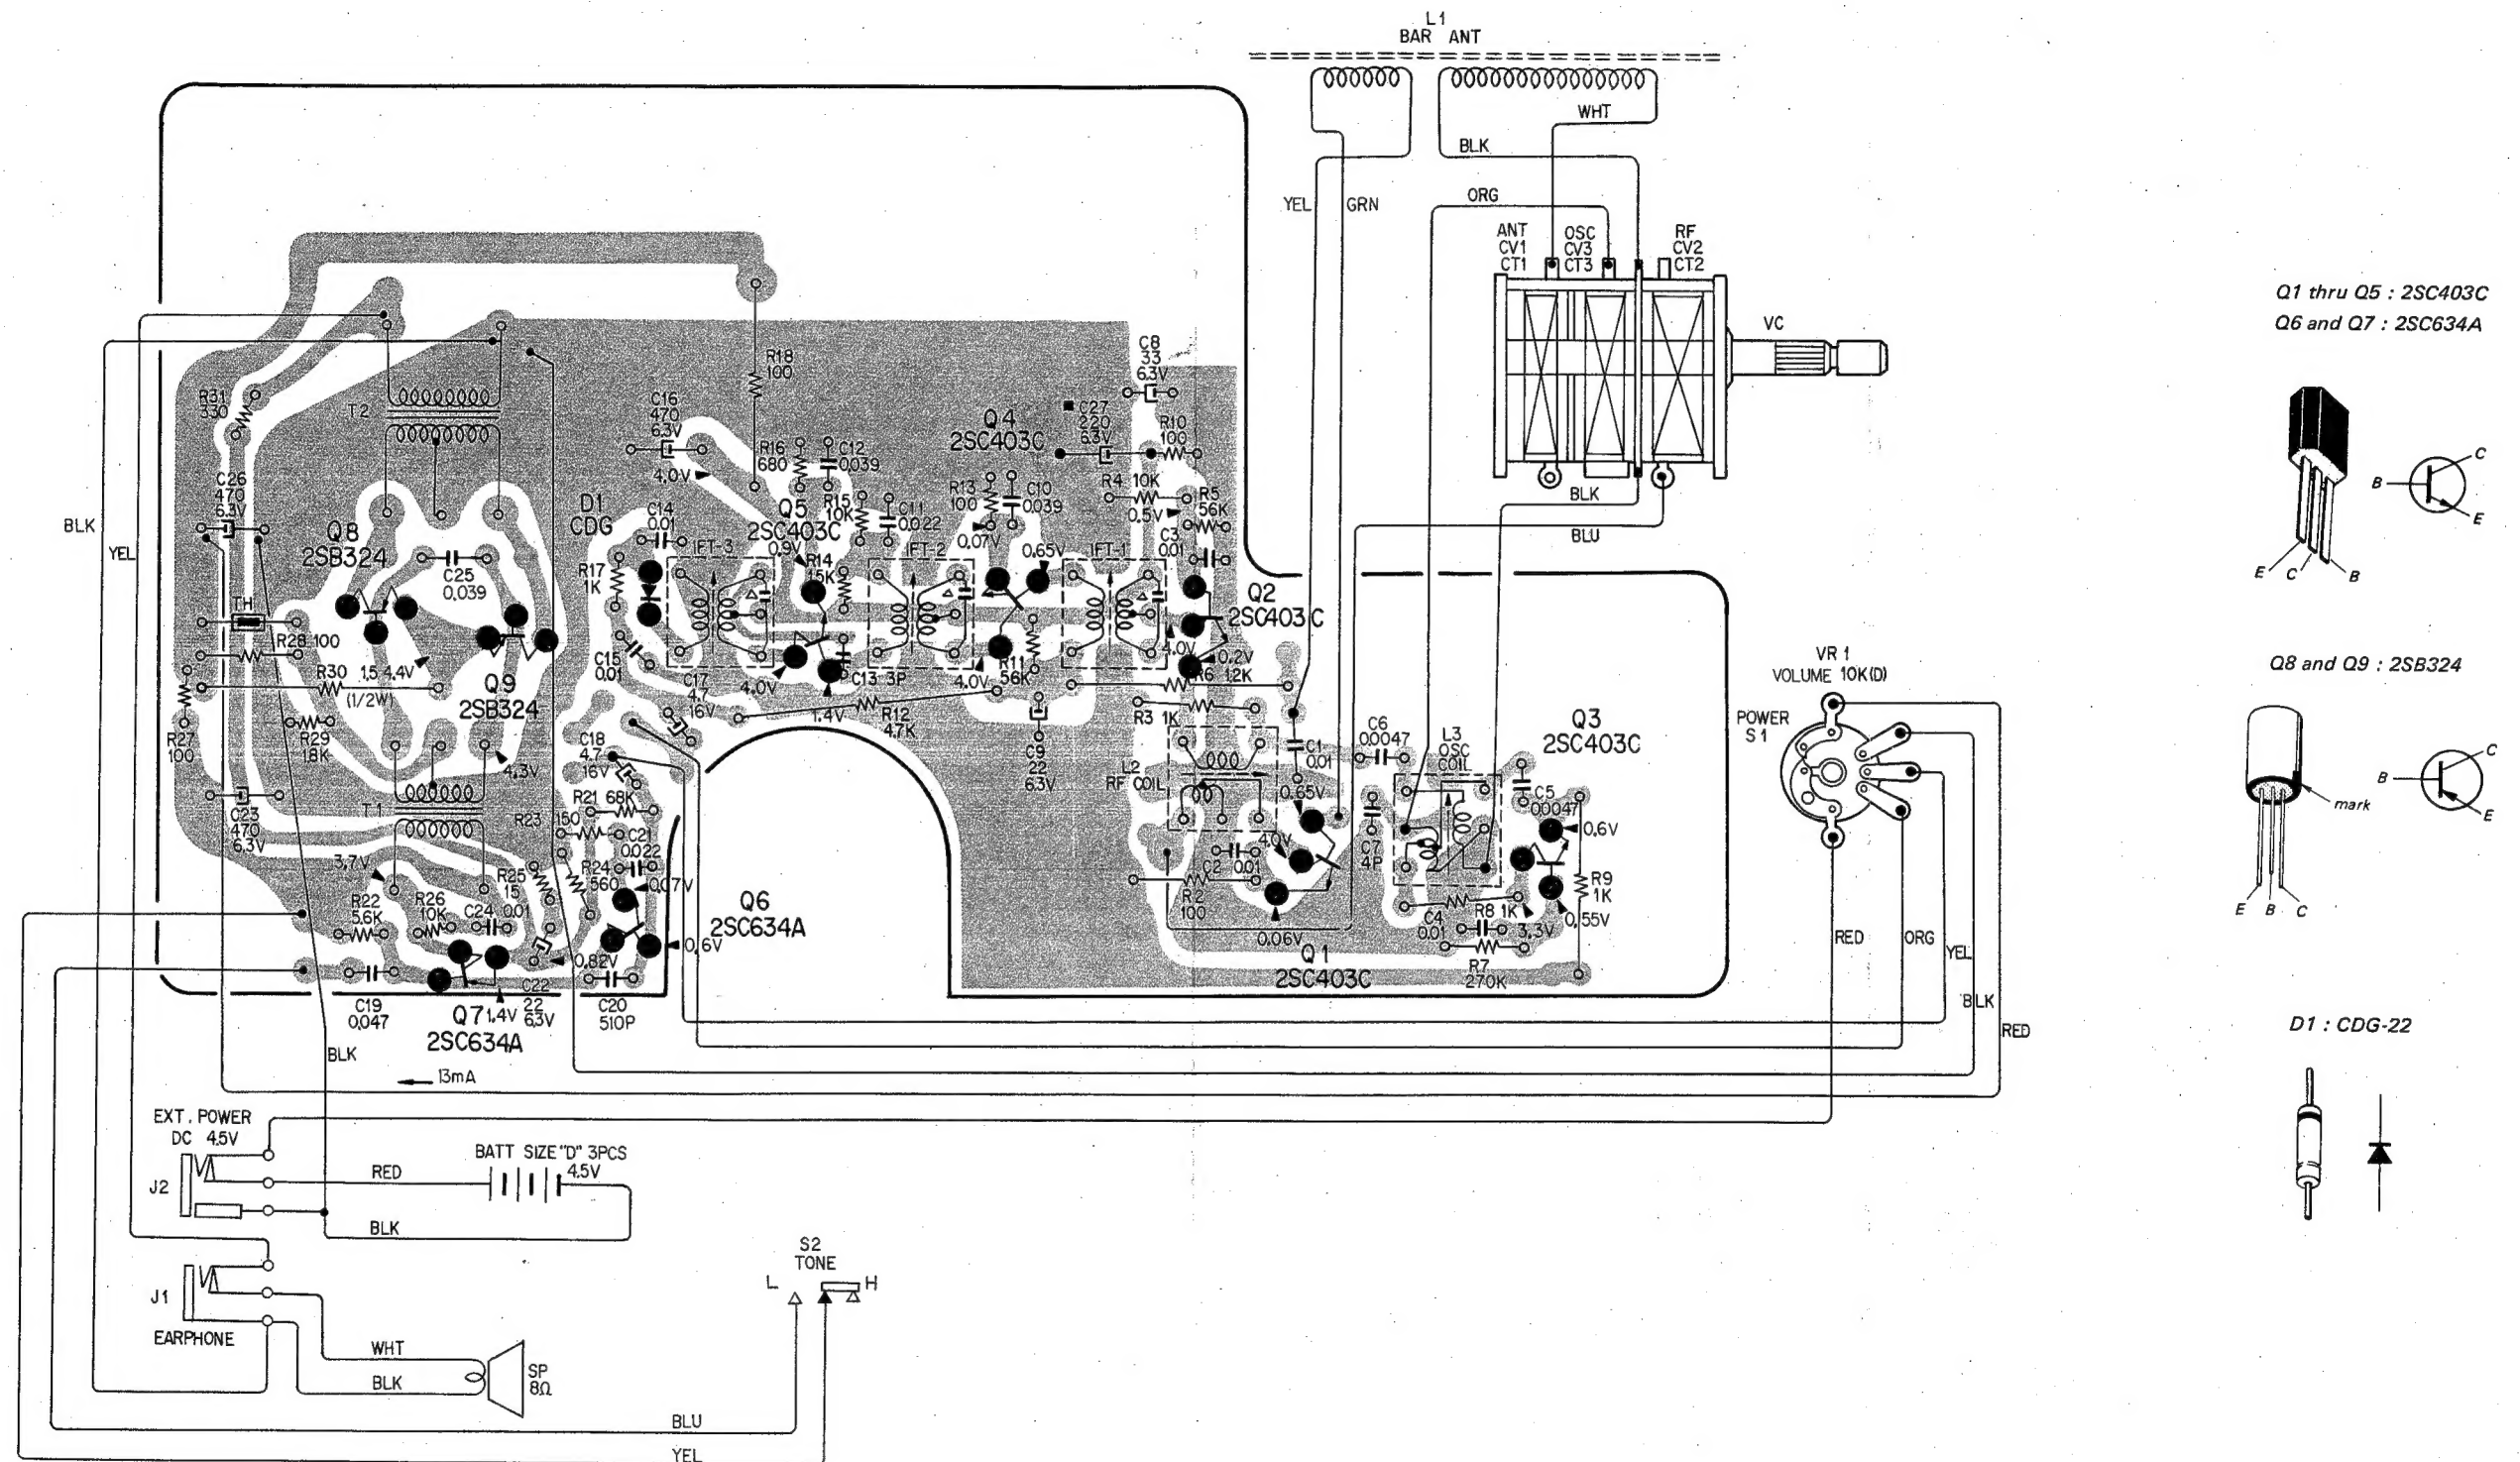 L1
BAR ANT
WHT
BLK
ORG
YEL
GRN
ANT
CV1
CT1
OSC
CV3
CT3
RF
CV2
CT2
VC
BLK
BLU
Q1 thru Q5 : 2SC403C
Q6 and Q7 : 2SC634A
B
C
E
E
C
B
Q8 and Q9 : 2SB324
mark
B
C
E
E
B
C
D1 : CDG-22
BLK
YEL
R31
330
T2
R18
100
C8
33
6.3V
C16
470
6.3V
4.0V
R16
680
C12
0.039
Q4
2SC403C
C27
220
6.3V
R10
100
C26
470
6.3V
Q8
2SB324
D1
CDG
C14
0.01
Q5
2SC403C
0.9V
R15
10K
C11
0.022
R13
100
C10
0.039
0.07V
0.65V
R4 10K
0.5V
R5
56K
C3
0.01
C25
0.039
R17
1K
IFT-3
R14
15K
IFT-2
IFT-1
Q2
2SC403C
TH
R28 100
R30
(1/2W)
1.5
4.4V
Q9
2SB324
C15
0.01
C17
4.7
16V
4.0V
C13 3P
1.4V
R12
4.7K
4.0V
R11
56K
4.0V
0.2V
R6 1.2K
R3 1K
R27
100
R29
1.8K
4.3V
C18
4.7
16V
C9
22
6.3V
L2
RF COIL
C1
0.01
0.65V
C6
0.0047
L3
OSC
COIL
Q3
2SC403C
VR 1
VOLUME 10K(D)
POWER
S1
C23
470
6.3V
T1
R21 68K
R23
150
C21
0.022
C7
4P
C5
0.0047
0.6V
3.7V
R25
15
R24
560
0.07V
4.0V
C2
0.01
R2
100
R9
1K
R22
5.6K
R26
10K
C24
0.01
Q6
2SC634A
0.6V
0.06V
C4
0.01
R8 1K
3.3V
0.55V
0.82V
Q1
2SC403C
R7
270K
RED
ORG
YEL
BLK
RED
C19
0.047
Q7
2SC634A
1.4V
C22
22
6.3V
C20
510P
BLK
13mA
EXT. POWER
DC 4.5V
J2
RED
BATT SIZE "D" 3PCS
4.5V
BLK
J1
EARPHONE
WHT
BLK
SP
8Ω
S2
TONE
L
H
BLU
YEL